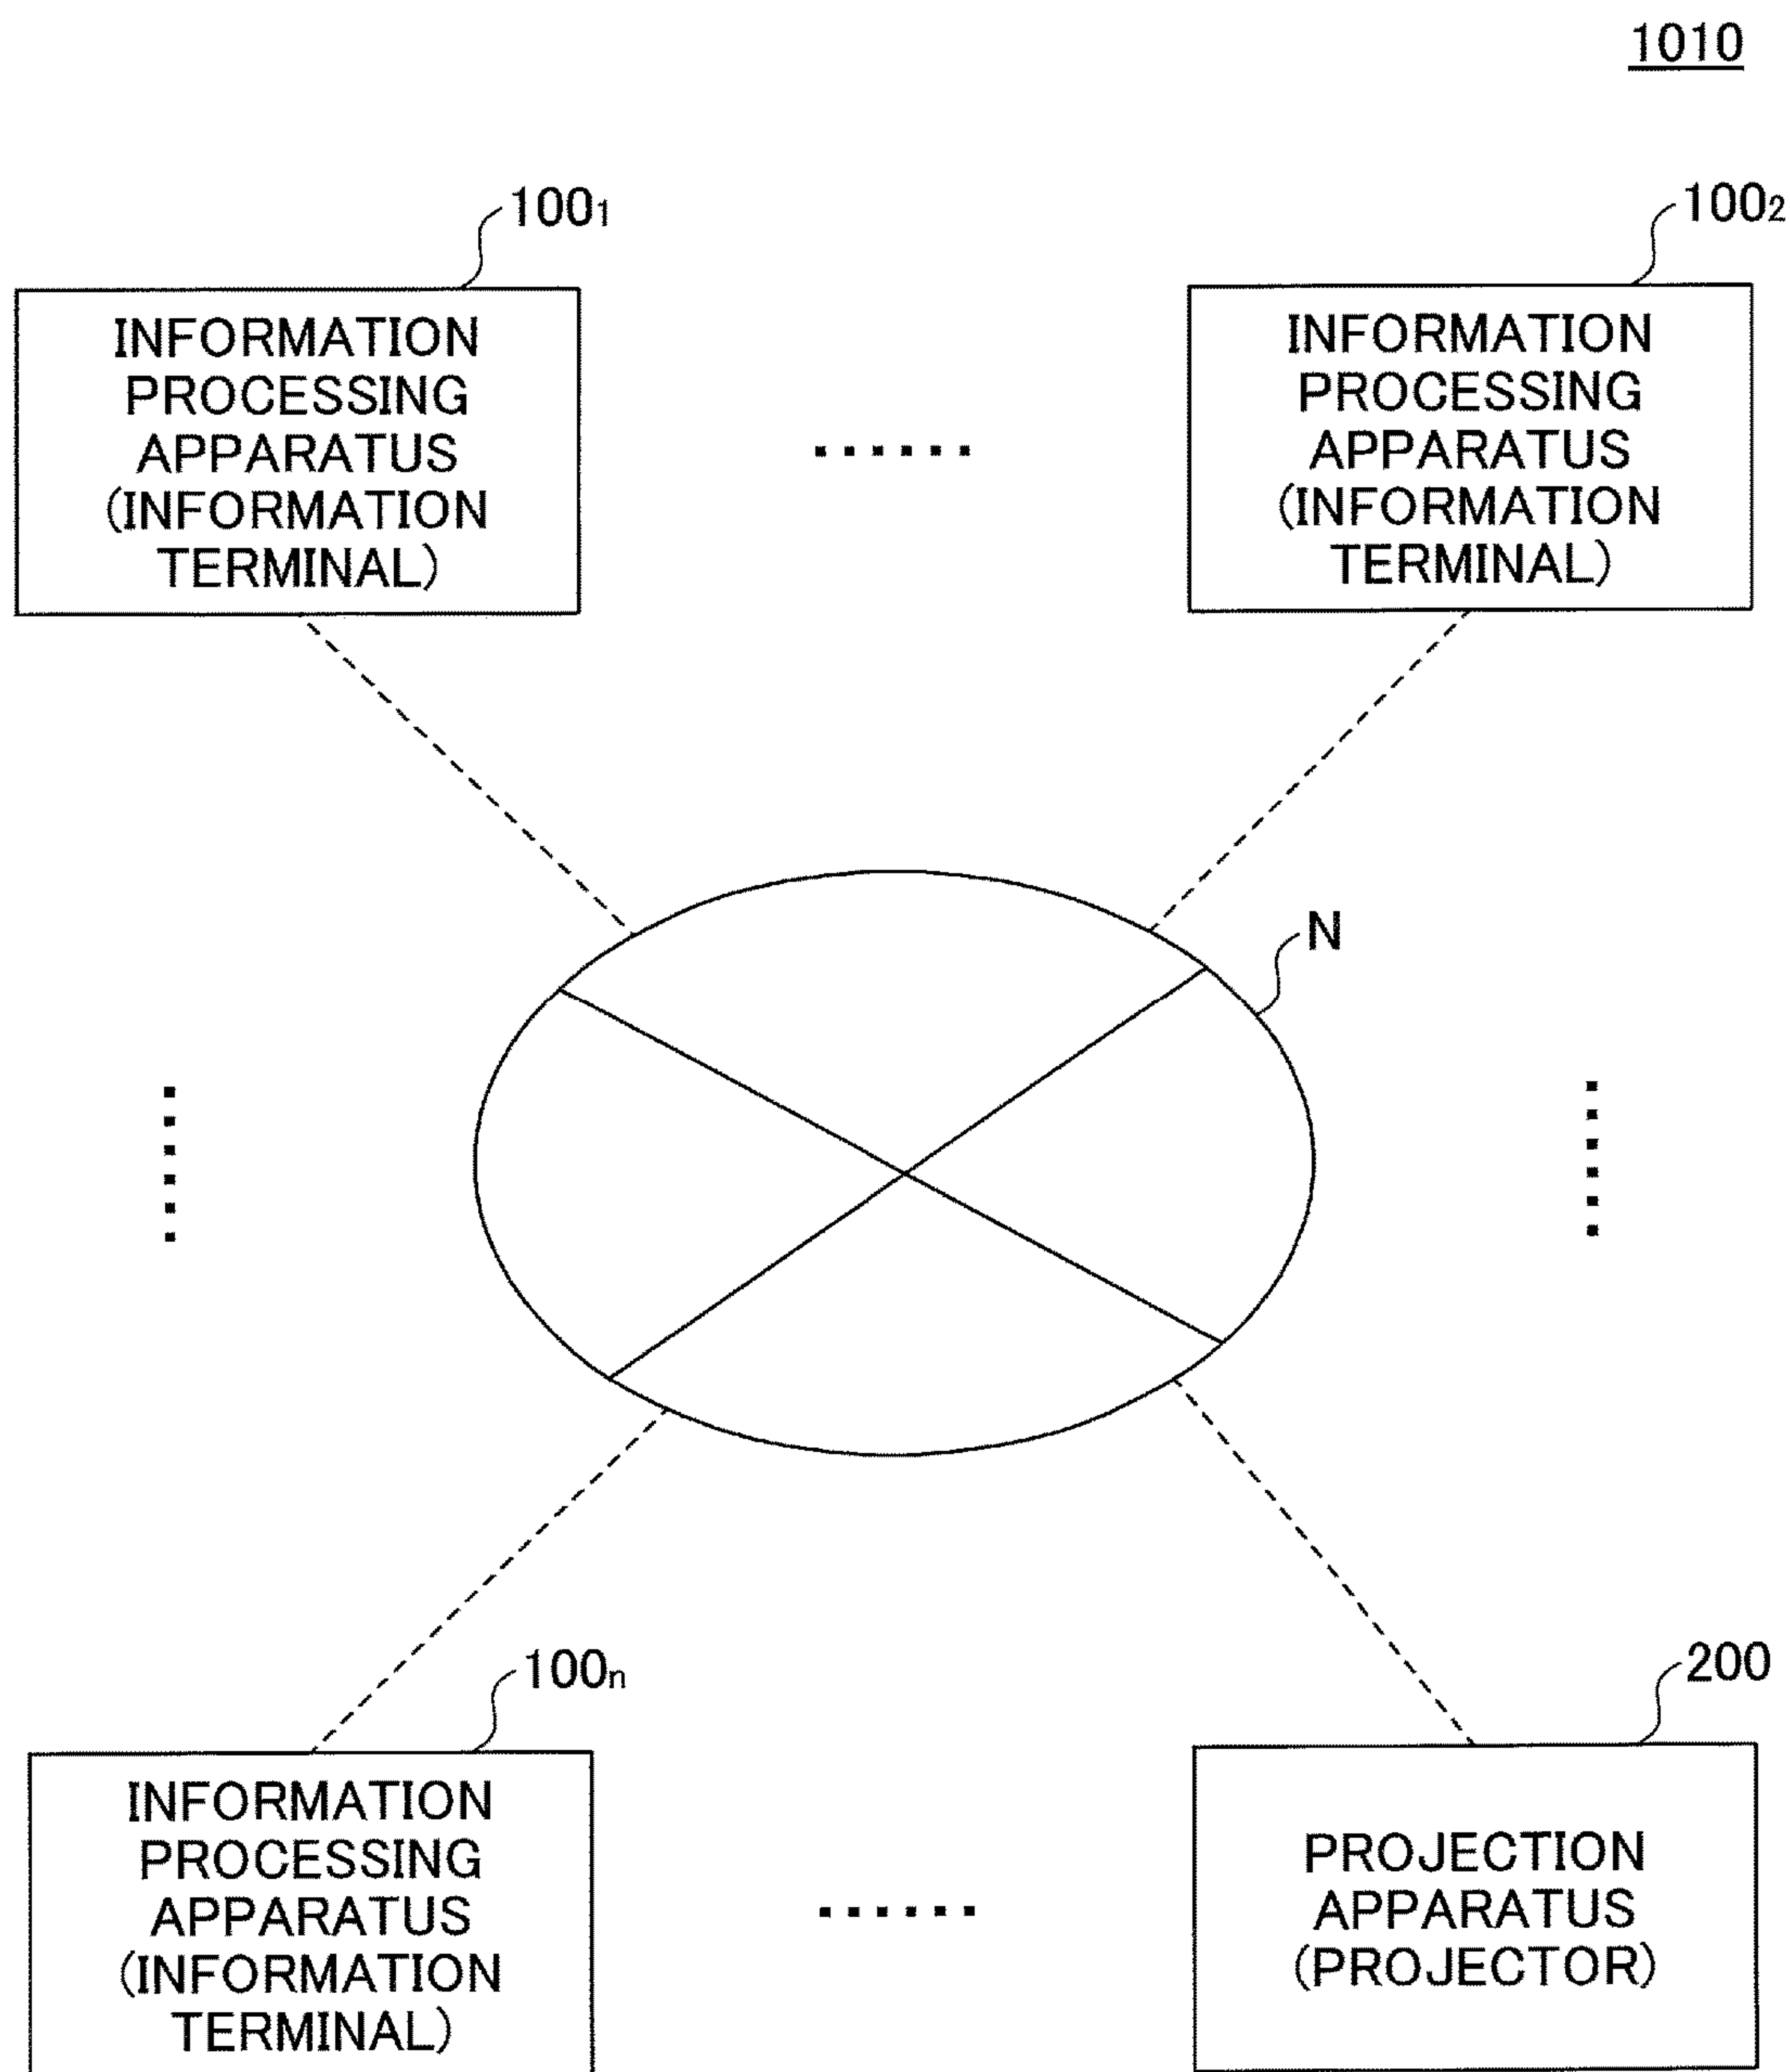 1010
100₁
100₂
INFORMATION
PROCESSING
APPARATUS
(INFORMATION
TERMINAL)
INFORMATION
PROCESSING
APPARATUS
(INFORMATION
TERMINAL)
N
100ₙ
200
INFORMATION
PROCESSING
APPARATUS
(INFORMATION
TERMINAL)
PROJECTION
APPARATUS
(PROJECTOR)